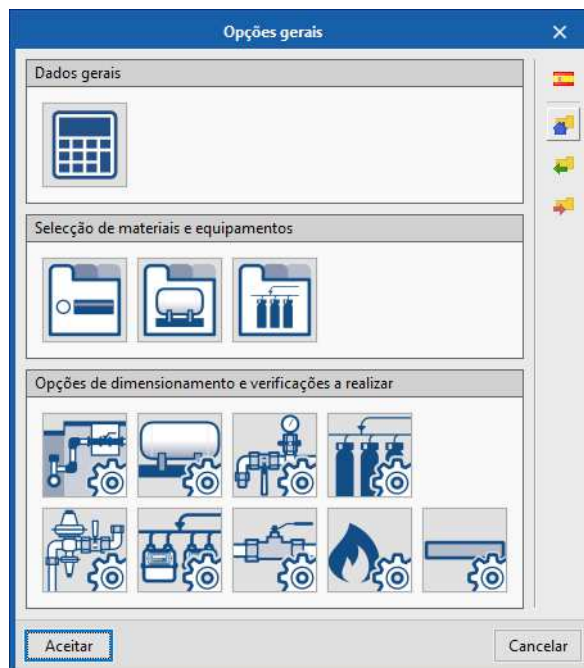 Opções gerais
Dados gerais
Selecção de materiais e equipamentos
Opções de dimensionamento e verificações a realizar
Aceitar
Cancelar